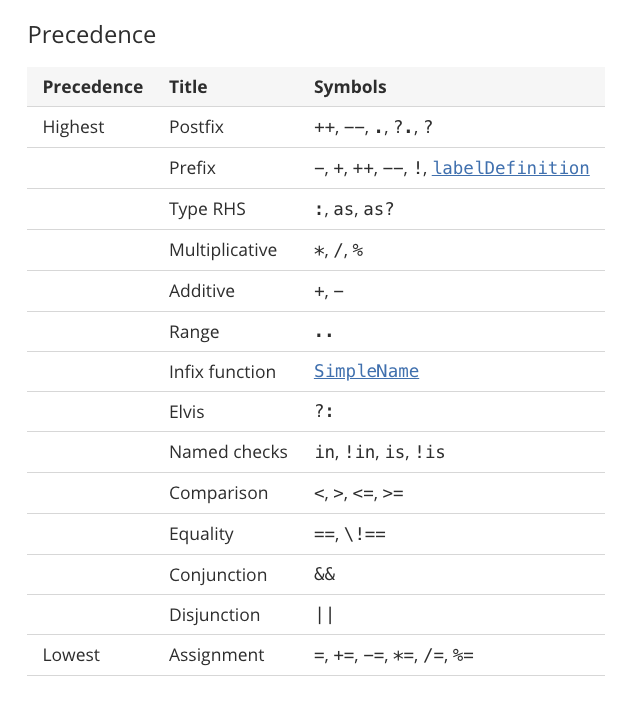 Precedence
Precedence Title Symbols
Highest Postfix ++, --, ., ?., ?
Prefix -, +, ++, --, !, labelDefinition
Type RHS :, as, as?
Multiplicative *, /, %
Additive +, -
Range ..
Infix function SimpleName
Elvis ?:
Named checks in, !in, is, !is
Comparison <, >, <=, >=
Equality ==, \!==
Conjunction &&
Disjunction ||
Lowest Assignment =, +=, -=, *=, /=, %=